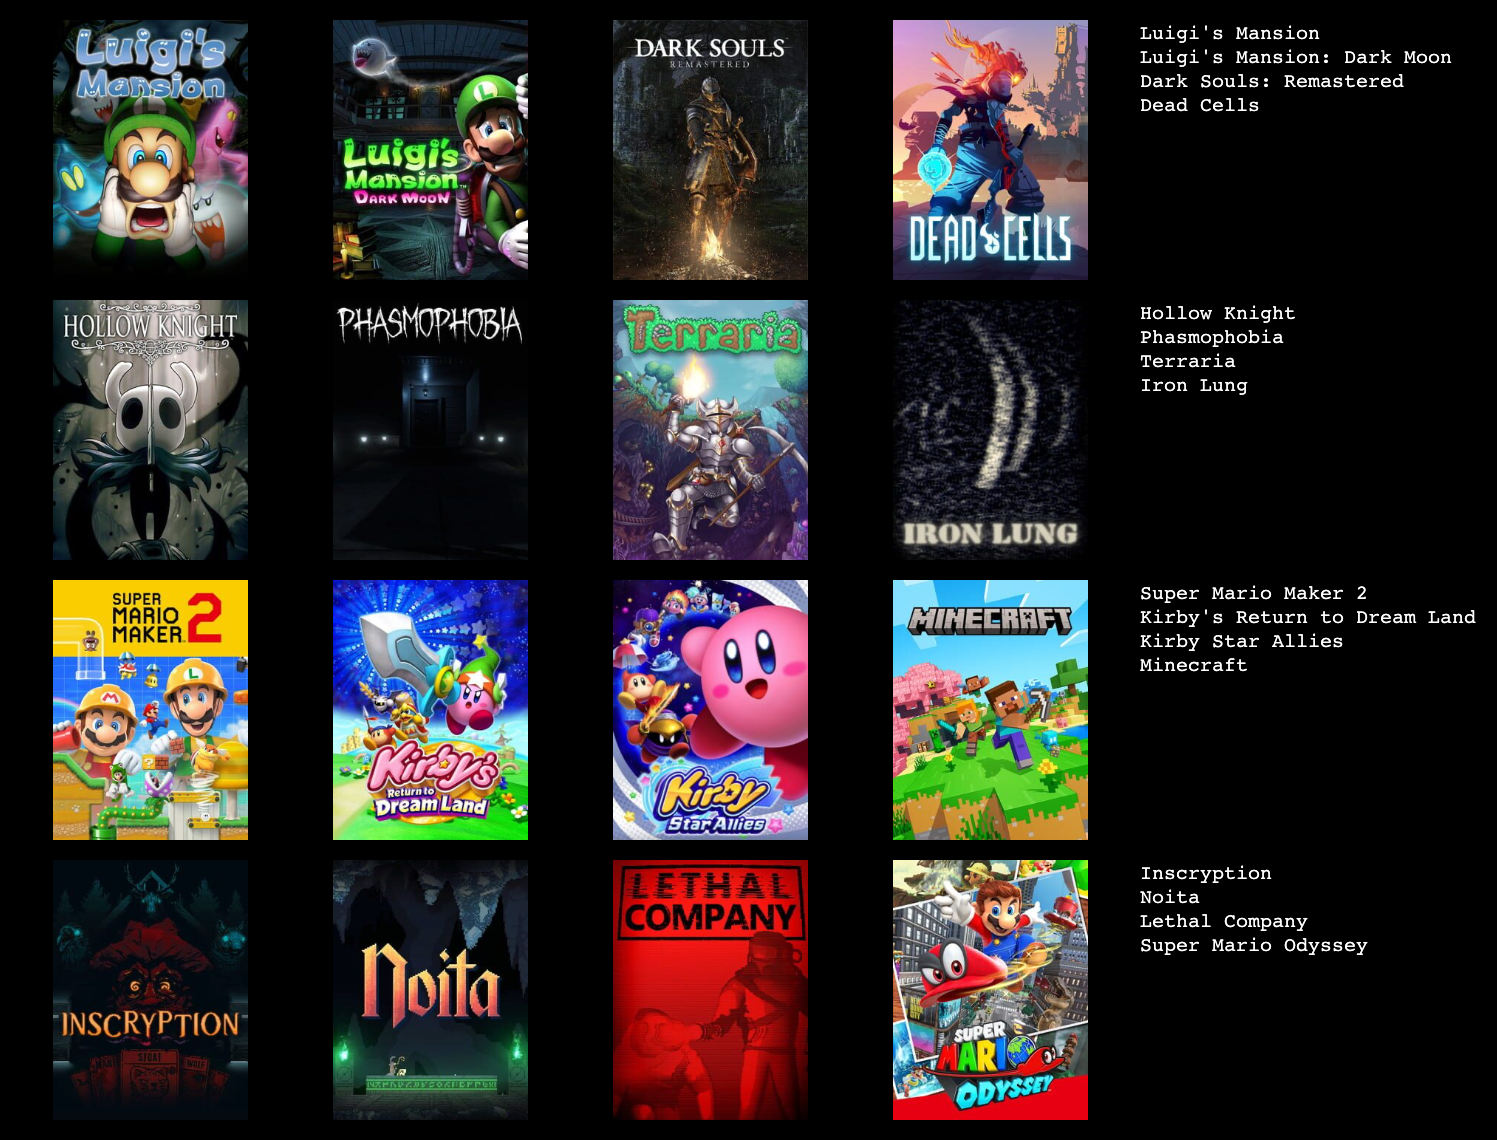 Luigi's
Mansion
Luigi's
Mansion
DARK MOON
DARK SOULS
REMASTERED
DEAD CELLS
Luigi's Mansion
Luigi's Mansion: Dark Moon
Dark Souls: Remastered
Dead Cells
HOLLOW KNIGHT
PHASMOPHOBIA
Terraria
IRON LUNG
Hollow Knight
Phasmophobia
Terraria
Iron Lung
SUPER
MARIO
MAKER 2
Kirby's
Return to
Dream Land
Kirby
Star Allies
MINECRAFT
Super Mario Maker 2
Kirby's Return to Dream Land
Kirby Star Allies
Minecraft
INSCRYPTION
STOAT
Noita
LETHAL
COMPANY
SUPER
MARIO
ODYSSEY
Inscryption
Noita
Lethal Company
Super Mario Odyssey